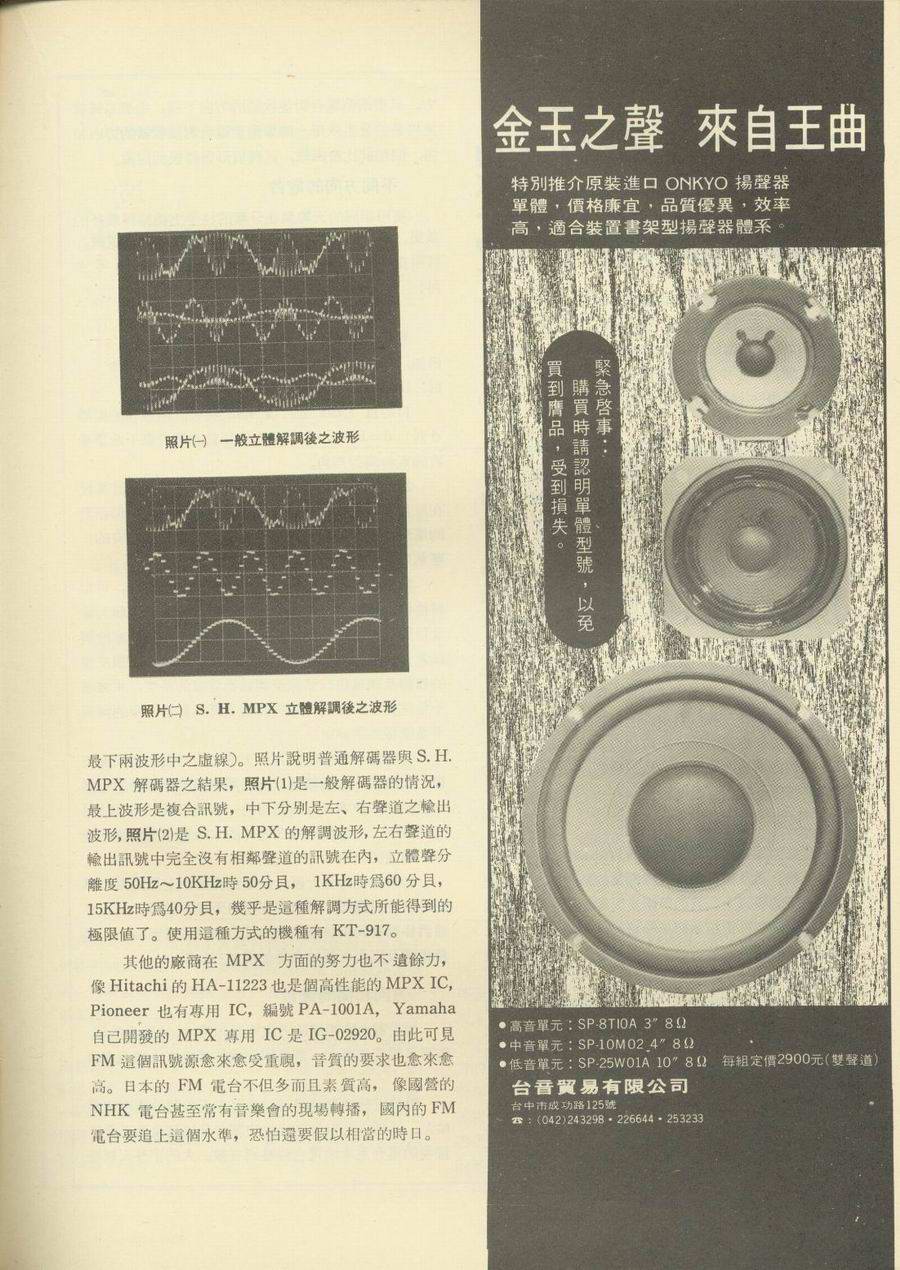 照片㈠ 一般立體解調後之波形
照片㈡ S. H. MPX 立體解調後之波形
最下兩波形中之虛線)。照片說明普通解碼器與 S. H.
MPX 解碼器之結果，照片(1)是一般解碼器的情況，
最上波形是複合訊號，中下分別是左、右聲道之輸出
波形,照片(2)是 S. H. MPX 的解調波形,左右聲道的
輸出訊號中完全沒有相鄰聲道的訊號在內，立體聲分
離度 50Hz～10KHz時 50分貝， 1KHz時爲60 分貝，
15KHz時爲40分貝，幾乎是這種解調方式所能得到的
極限値了。使用這種方式的機種有 KT-917。
其他的廠商在 MPX 方面的努力也不遺餘力，
像 Hitachi 的 HA-11223 也是個高性能的 MPX IC,
Pioneer 也有專用 IC，編號 PA-1001A， Yamaha
自己開發的 MPX 專用 IC 是 IG-02920。由此可見
FM 這個訊號源愈來愈受重視，音質的要求也愈來愈
高。日本的 FM 電台不但多而且素質高， 像國營的
NHK 電台甚至常有音樂會的現場轉播， 國內的 FM
電台要追上這個水準，恐怕還要假以相當的時日。
金玉之聲 來自王曲
特別推介原裝進口 ONKYO 揚聲器
單體，價格廉宜，品質優異，效率
高，適合裝置書架型揚聲器體系。
緊急啓事：
購買時請認明單體型號，以免
買到膺品，受到損失。
●高音單元：SP-8T10A 3″ 8Ω
●中音單元：SP-10M02 4″ 8Ω
●低音單元：SP-25W01A 10″ 8Ω 每組定價2900元(雙聲道)
台音貿易有限公司
台中市成功路125號
☎：(042)243298・226644・253233